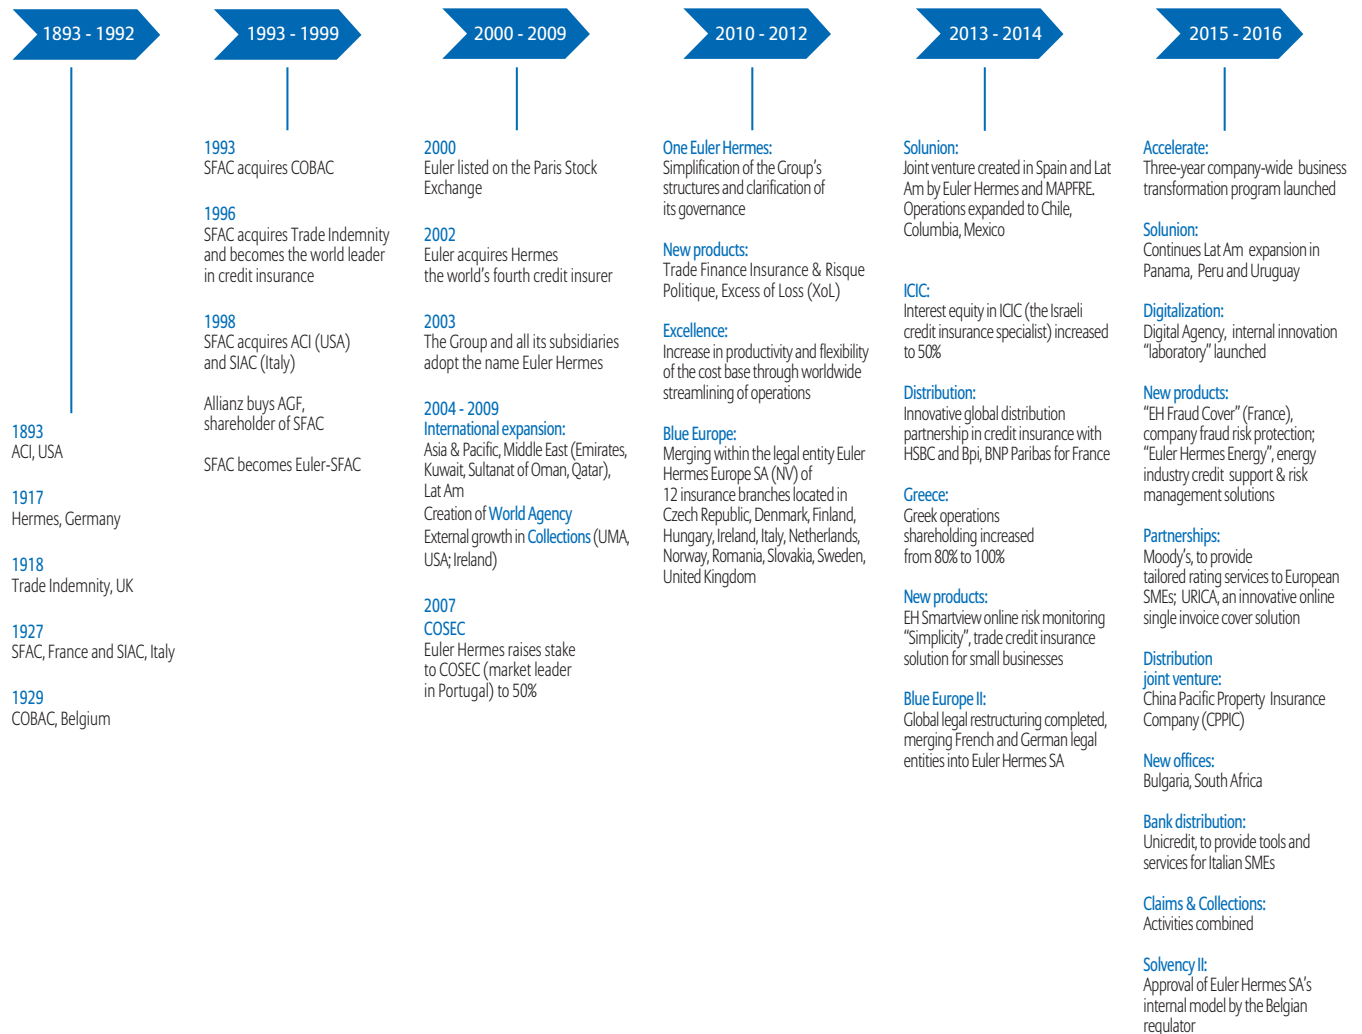 1893 - 1992
1893
ACI, USA
1917
Hermes, Germany
1918
Trade Indemnity, UK
1927
SFAC, France and SIAC, Italy
1929
COBAC, Belgium
1993 - 1999
1993
SFAC acquires COBAC
1996
SFAC acquires Trade Indemnity
and becomes the world leader
in credit insurance
1998
SFAC acquires ACI (USA)
and SIAC (Italy)
Allianz buys AGF,
shareholder of SFAC
SFAC becomes Euler-SFAC
2000 - 2009
2000
Euler listed on the Paris Stock
Exchange
2002
Euler acquires Hermes
the world's fourth credit insurer
2003
The Group and all its subsidiaries
adopt the name Euler Hermes
2004 - 2009
International expansion:
Asia & Pacific, Middle East (Emirates,
Kuwait, Sultanat of Oman, Qatar),
Lat Am
Creation of World Agency
External growth in Collections (UMA,
USA; Ireland)
2007
COSEC
Euler Hermes raises stake
to COSEC (market leader
in Portugal) to 50%
2010 - 2012
One Euler Hermes:
Simplification of the Group's
structures and clarification of
its governance
New products:
Trade Finance Insurance & Risque
Politique, Excess of Loss (XoL)
Excellence:
Increase in productivity and flexibility
of the cost base through worldwide
streamlining of operations
Blue Europe:
Merging within the legal entity Euler
Hermes Europe SA (NV) of
12 insurance branches located in
Czech Republic, Denmark, Finland,
Hungary, Ireland, Italy, Netherlands,
Norway, Romania, Slovakia, Sweden,
United Kingdom
2013 - 2014
Solunion:
Joint venture created in Spain and Lat
Am by Euler Hermes and MAPFRE.
Operations expanded to Chile,
Columbia, Mexico
ICIC:
Interest equity in ICIC (the Israeli
credit insurance specialist) increased
to 50%
Distribution:
Innovative global distribution
partnership in credit insurance with
HSBC and Bpi, BNP Paribas for France
Greece:
Greek operations
shareholding increased
from 80% to 100%
New products:
EH Smartview online risk monitoring
"Simplicity", trade credit insurance
solution for small businesses
Blue Europe II:
Global legal restructuring completed,
merging French and German legal
entities into Euler Hermes SA
2015 - 2016
Accelerate:
Three-year company-wide business
transformation program launched
Solunion:
Continues Lat Am expansion in
Panama, Peru and Uruguay
Digitalization:
Digital Agency, internal innovation
"laboratory" launched
New products:
"EH Fraud Cover" (France),
company fraud risk protection;
"Euler Hermes Energy", energy
industry credit support & risk
management solutions
Partnerships:
Moody's, to provide
tailored rating services to European
SMEs; URICA, an innovative online
single invoice cover solution
Distribution
joint venture:
China Pacific Property Insurance
Company (CPPIC)
New offices:
Bulgaria, South Africa
Bank distribution:
Unicredit, to provide tools and
services for Italian SMEs
Claims & Collections:
Activities combined
Solvency II:
Approval of Euler Hermes SA's
internal model by the Belgian
regulator